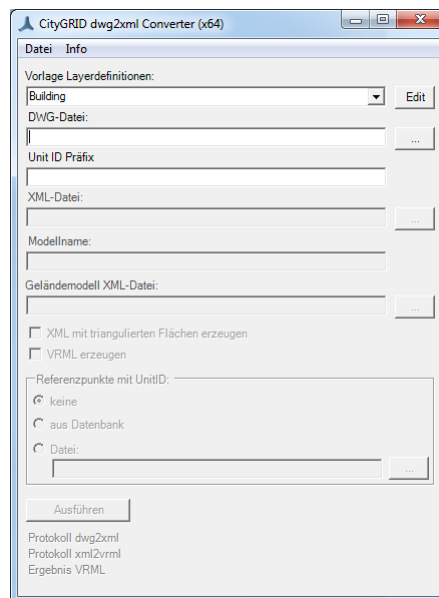 CityGRID dwg2xml Converter (x64)
Datei Info
Vorlage Layerdefinitionen:
Building
Edit
DWG-Datei:
...
Unit ID Präfix
XML-Datei:
...
Modellname:
Geländemodell XML-Datei:
...
XML mit triangulierten Flächen erzeugen
VRML erzeugen
Referenzpunkte mit UnitID:
keine
aus Datenbank
Datei:
...
Ausführen
Protokoll dwg2xml
Protokoll xml2vrml
Ergebnis VRML